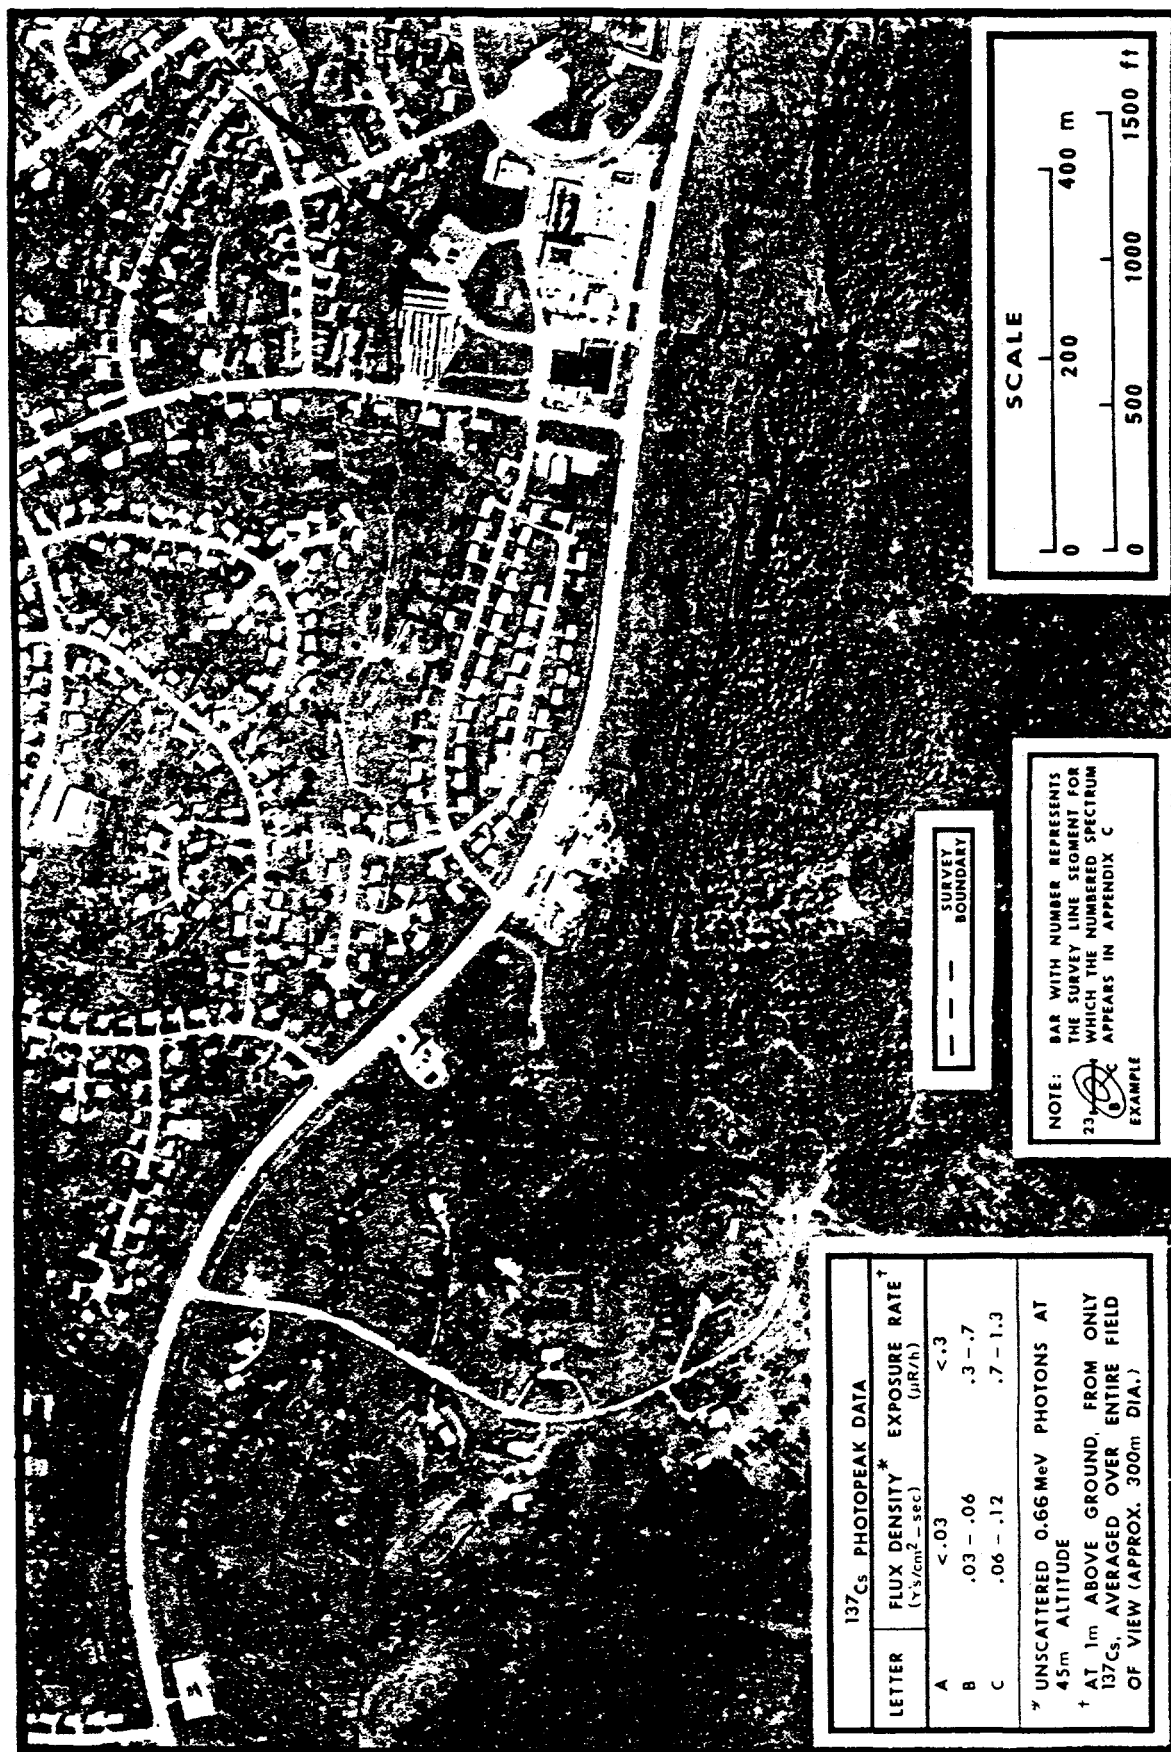 137Cs PHOTOPEAK DATA
LETTER FLUX DENSITY* EXPOSURE RATE†
(γ's/cm2 – sec) (μR/h)
A <.03 <.3
B .03 – .06 .3 – .7
C .06 – .12 .7 – 1.3
* UNSCATTERED 0.66 MeV PHOTONS AT
45m ALTITUDE
† AT 1m ABOVE GROUND, FROM ONLY
137Cs, AVERAGED OVER ENTIRE FIELD
OF VIEW (APPROX. 300m DIA.)
SURVEY
BOUNDARY
NOTE: BAR WITH NUMBER REPRESENTS
THE SURVEY LINE SEGMENT FOR
WHICH THE NUMBERED SPECTRUM
APPEARS IN APPENDIX C
23
B C
EXAMPLE
SCALE
0 200 400 m
0 500 1000 1500 ft